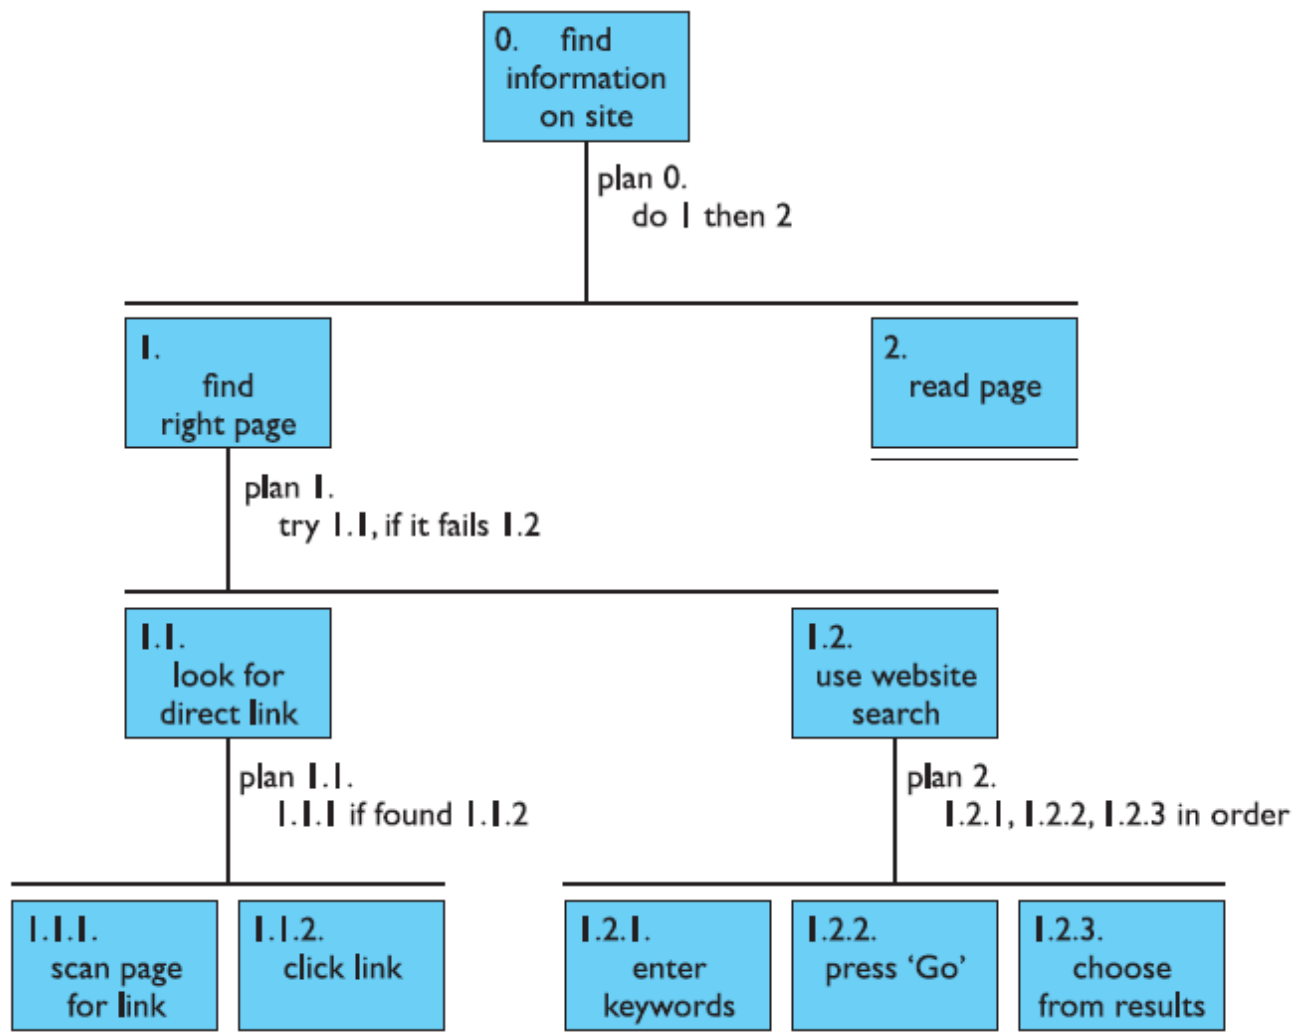 0. find
information
on site
plan 0.
do 1 then 2
1.
find
right page
2.
read page
plan 1.
try 1.1, if it fails 1.2
1.1.
look for
direct link
1.2.
use website
search
plan 1.1.
1.1.1 if found 1.1.2
plan 2.
1.2.1, 1.2.2, 1.2.3 in order
1.1.1.
scan page
for link
1.1.2.
click link
1.2.1.
enter
keywords
1.2.2.
press ‘Go’
1.2.3.
choose
from results